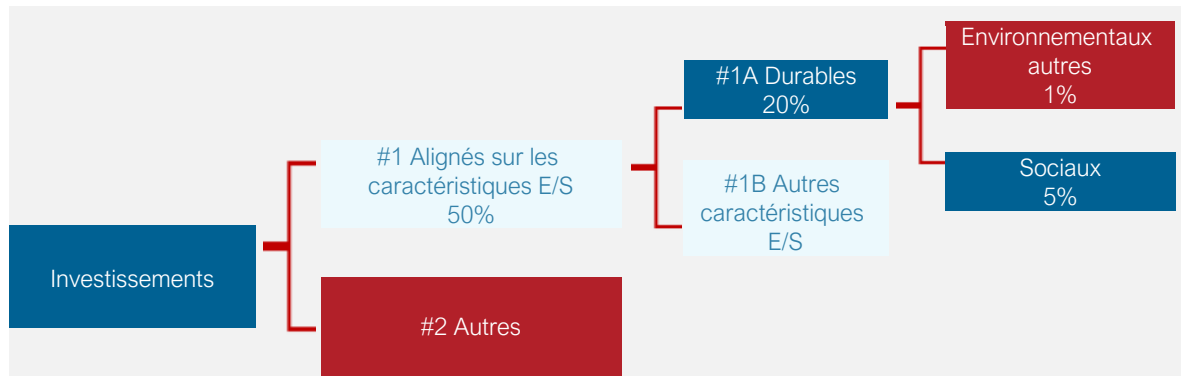 Investissements
#1 Alignés sur les
caractéristiques E/S
50%
#2 Autres
#1A Durables
20%
#1B Autres
caractéristiques
E/S
Environnementaux
autres
1%
Sociaux
5%